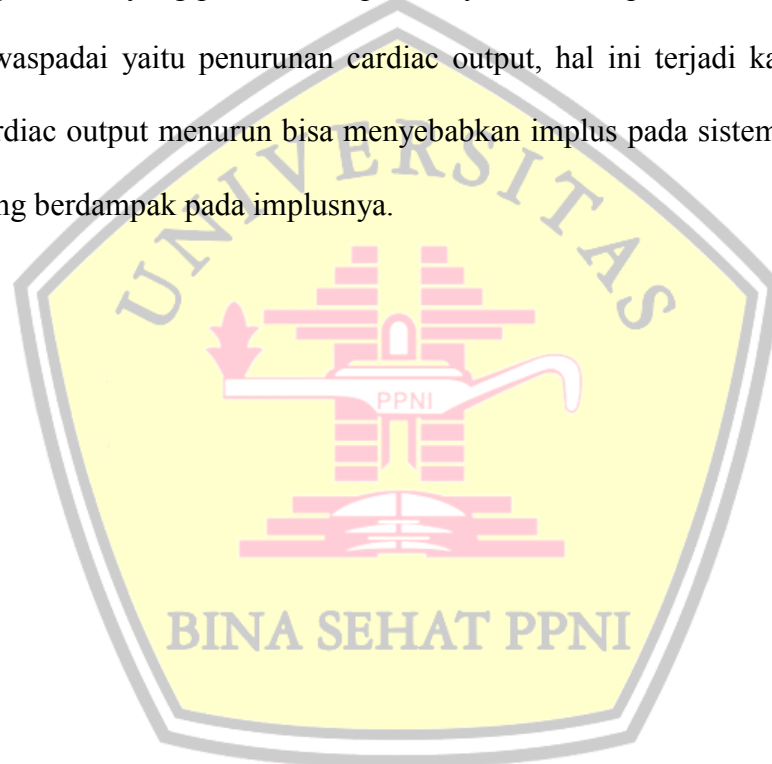 waspadai yaitu penurunan cardiac output, hal ini terjadi ka
rdiac output menurun bisa menyebabkan implus pada sistem
ng berdampak pada implusnya.
UNIVERSITAS
PPNI
BINA SEHAT PPNI